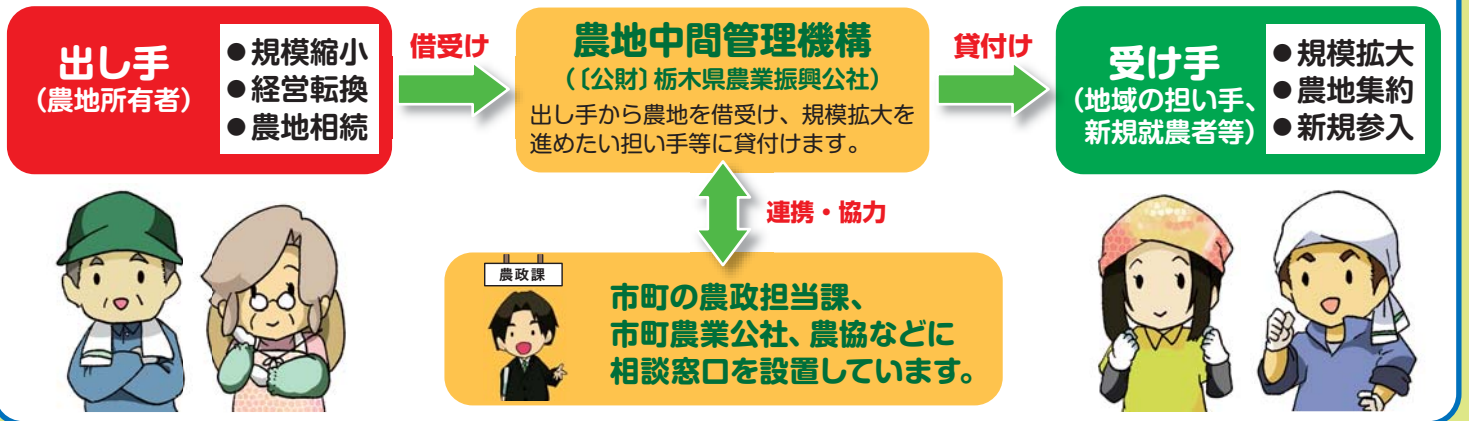 出し手
(農地所有者)
●規模縮小
●経営転換
●農地相続
借受け
農地中間管理機構
(〔公財〕栃木県農業振興公社)
出し手から農地を借受け、規模拡大を
進めたい担い手等に貸付けます。
貸付け
受け手
(地域の担い手、
新規就農者等)
●規模拡大
●農地集約
●新規参入
連携・協力
農政課
市町の農政担当課、
市町農業公社、農協などに
相談窓口を設置しています。